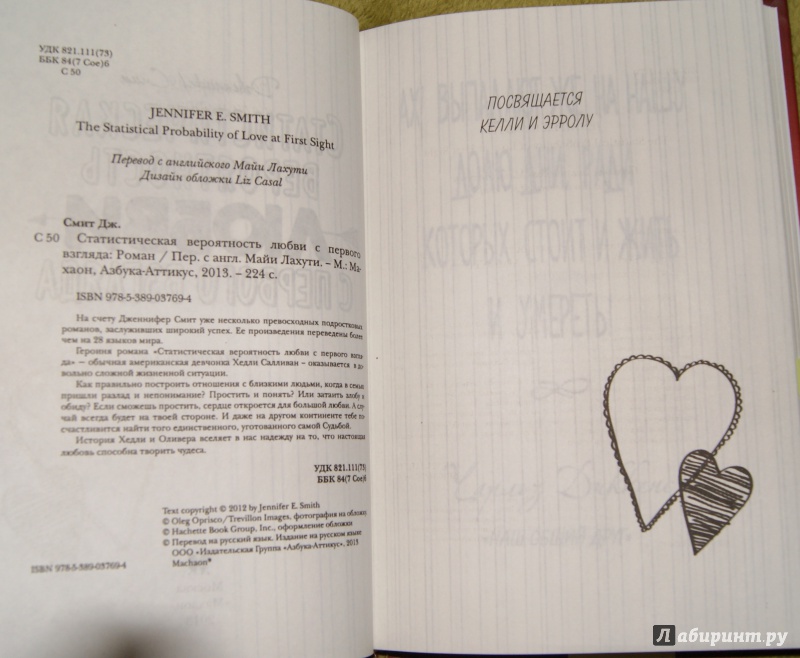 УДК 821.111(73)
ББК 84(7 Сое)6
С 50
JENNIFER E. SMITH
The Statistical Probability of Love at First Sight
Перевод с английского Майи Лахути
Дизайн обложки Liz Casal
Смит Дж.
С 50 Статистическая вероятность любви с первого
взгляда: Роман / Пер. с англ. Майи Лахути. – М.: Ма-
хаон, Азбука-Аттикус, 2013. – 224 с.
ISBN 978-5-389-03769-4
На счету Дженнифер Смит уже несколько превосходных подростковых
романов, заслуживших широкий успех. Ее произведения переведены более
чем на 28 языков мира.
Героиня романа «Статистическая вероятность любви с первого взгля-
да» – обычная американская девчонка Хедли Салливан – оказывается в до-
вольно сложной жизненной ситуации.
Как правильно построить отношения с близкими людьми, когда в семью
пришли разлад и непонимание? Простить и понять? Или затаить злобу и
обиду? Если сможешь простить, сердце откроется для большой любви. А слу-
чай всегда будет на твоей стороне. И даже на другом континенте тебе по-
счастливится найти того единственного, уготованного самой Судьбой.
История Хедли и Оливера вселяет в нас надежду на то, что настоящая
любовь способна творить чудеса.
УДК 821.111(73)
ББК 84(7 Сое)6
Text copyright © 2012 by Jennifer E. Smith
© Oleg Oprisco/Trevillon Images, фотография на обложке
© Hachette Book Group, Inc., оформление обложки
© Перевод на русский язык. Издание на русском языке
ООО «Издательская Группа «Азбука-Аттикус», 2013
Machaon®
ISBN 978-5-389-03769-4
ПОСВЯЩАЕТСЯ
КЕЛЛИ И ЭРРОЛУ
Лабиринт.ру